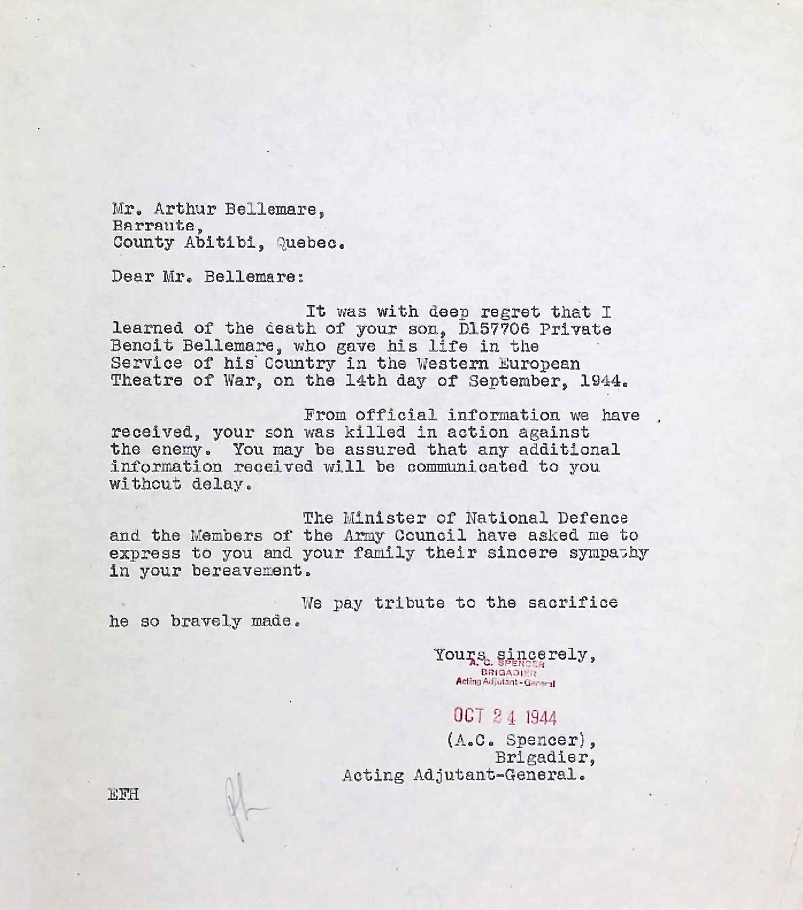 Mr. Arthur Bellemare,
Barraute,
County Abitibi, Quebec.
Dear Mr. Bellemare:
It was with deep regret that I
learned of the death of your son, D157706 Private
Benoit Bellemare, who gave his life in the
Service of his Country in the Western European
Theatre of War, on the 14th day of September, 1944.
From official information we have
received, your son was killed in action against
the enemy. You may be assured that any additional
information received will be communicated to you
without delay.
The Minister of National Defence
and the Members of the Army Council have asked me to
express to you and your family their sincere sympathy
in your bereavement.
We pay tribute to the sacrifice
he so bravely made.
Yours sincerely,
A. C. SPENCER
BRIGADIER
Acting Adjutant-General
OCT 24 1944
(A.C. Spencer),
Brigadier,
Acting Adjutant-General.
EFH